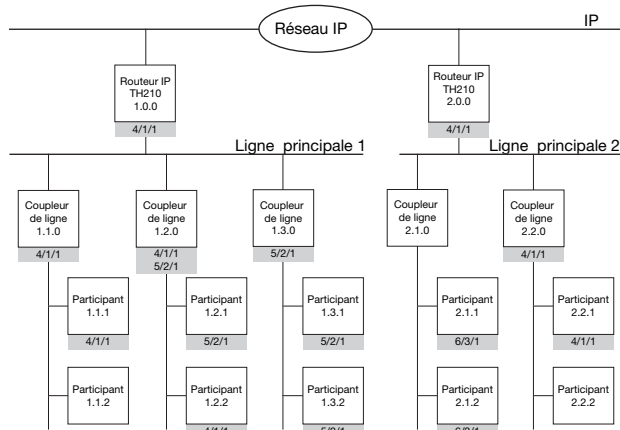 Réseau IP
IP
Routeur IP
TH210
1.0.0
4/1/1
Routeur IP
TH210
2.0.0
4/1/1
Ligne principale 1
Ligne principale 2
Coupleur
de ligne
1.1.0
4/1/1
Coupleur
de ligne
1.2.0
4/1/1
5/2/1
Coupleur
de ligne
1.3.0
5/2/1
Coupleur
de ligne
2.1.0
Coupleur
de ligne
2.2.0
4/1/1
Participant
1.1.1
4/1/1
Participant
1.2.1
5/2/1
Participant
1.3.1
5/2/1
Participant
2.1.1
6/3/1
Participant
2.2.1
4/1/1
Participant
1.1.2
Participant
1.2.2
4/1/1
Participant
1.3.2
5/2/1
Participant
2.1.2
Participant
2.2.2